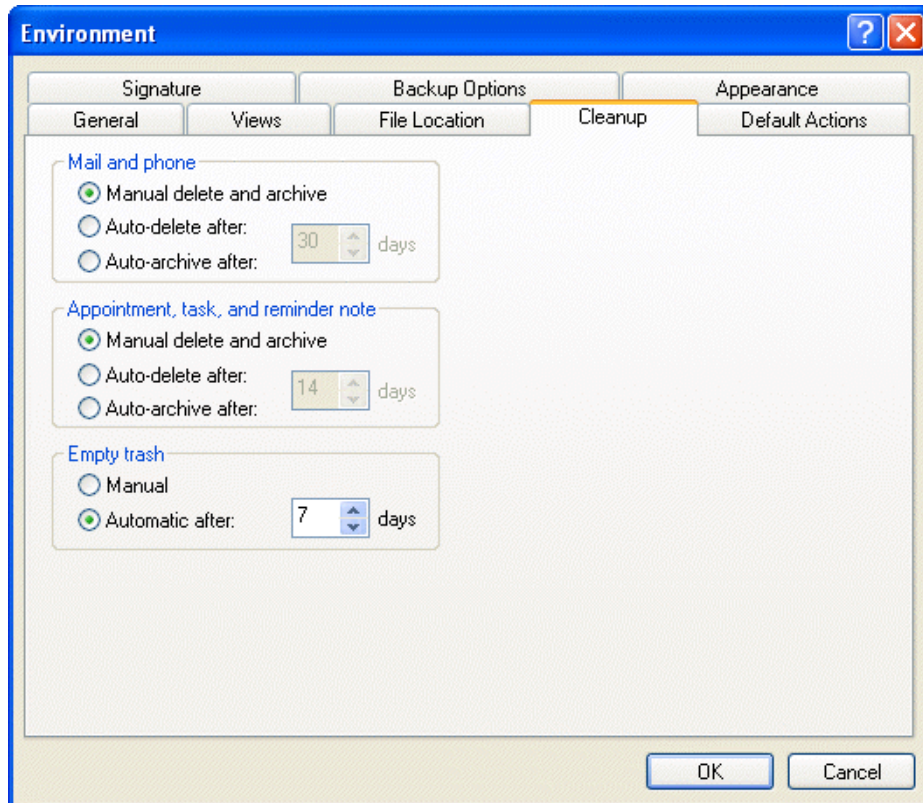 Environment
Signature Backup Options Appearance
General Views File Location Cleanup Default Actions
Mail and phone
Manual delete and archive
Auto-delete after:
30 days
Auto-archive after:
Appointment, task, and reminder note
Manual delete and archive
Auto-delete after:
14 days
Auto-archive after:
Empty trash
Manual
Automatic after: 7 days
OK Cancel